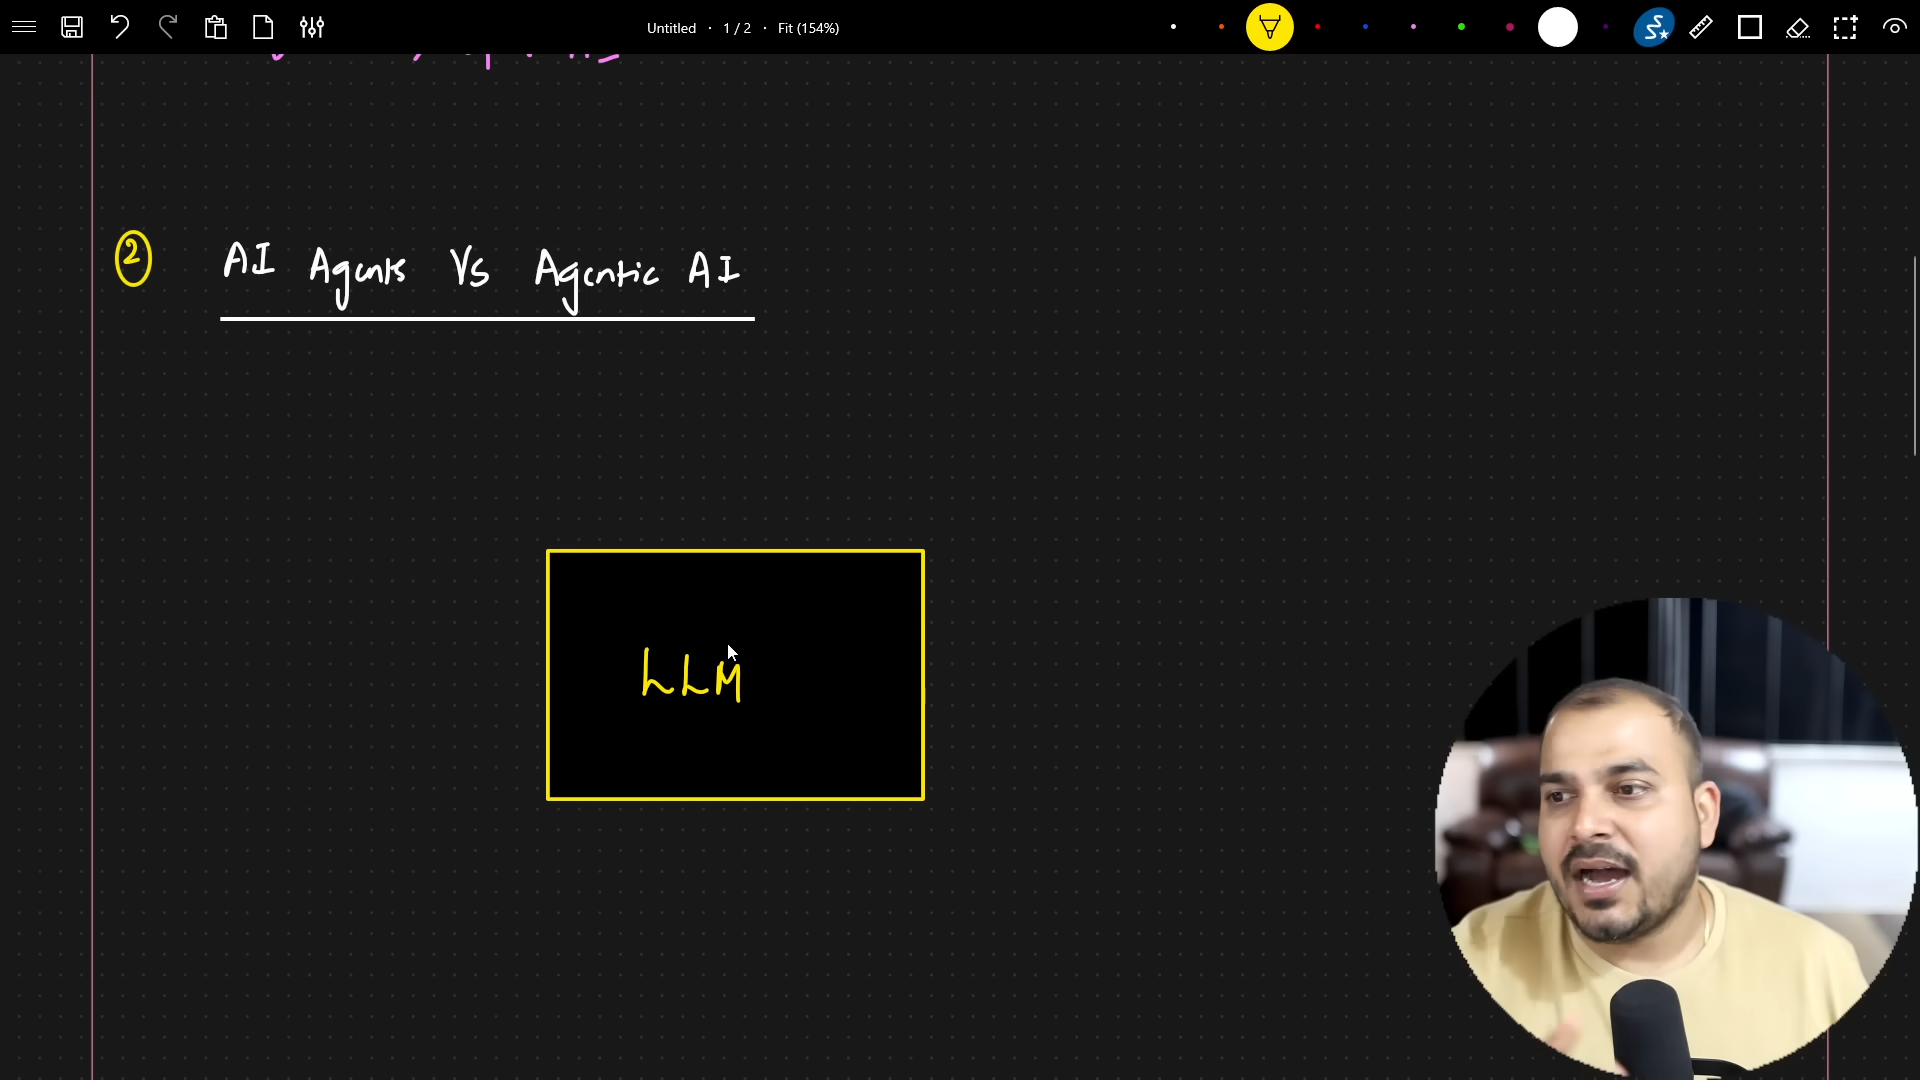 Untitled · 1 / 2 · Fit (154%)
2 AI Agents Vs Agentic AI
LLM